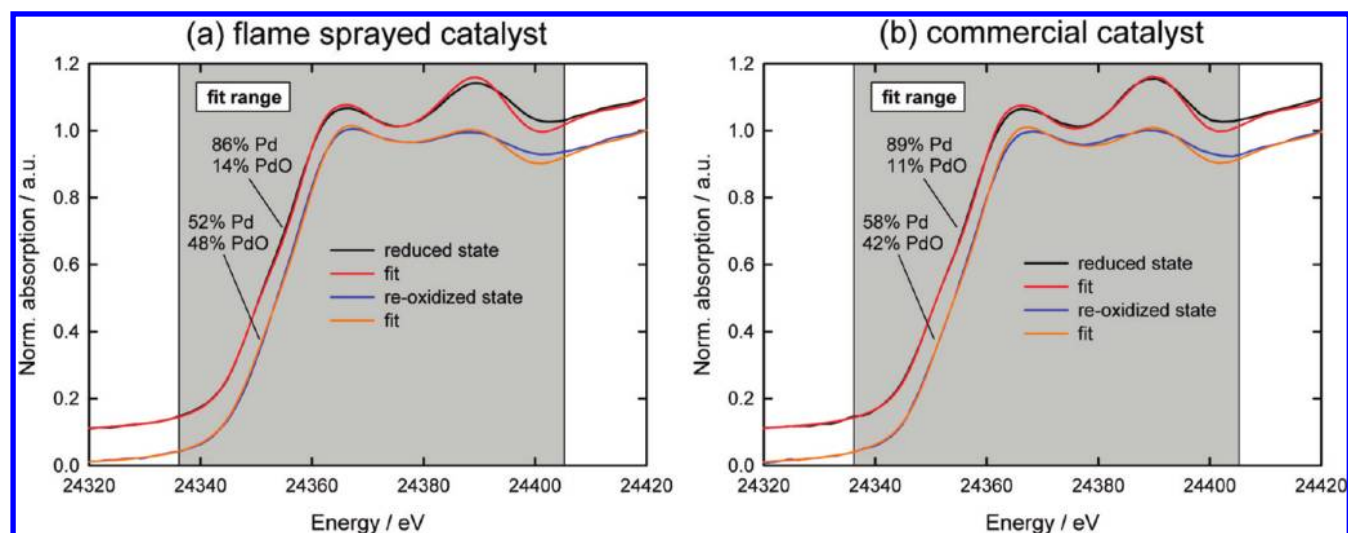 (a) flame sprayed catalyst
1.2
1.0
0.8
0.6
0.4
0.2
0.0
Norm. absorption / a.u.
fit range
86% Pd
14% PdO
52% Pd
48% PdO
reduced state
fit
re-oxidized state
fit
24320 24340 24360 24380 24400 24420
Energy / eV
(b) commercial catalyst
1.2
1.0
0.8
0.6
0.4
0.2
0.0
Norm. absorption / a.u.
fit range
89% Pd
11% PdO
58% Pd
42% PdO
reduced state
fit
re-oxidized state
fit
24320 24340 24360 24380 24400 24420
Energy / eV